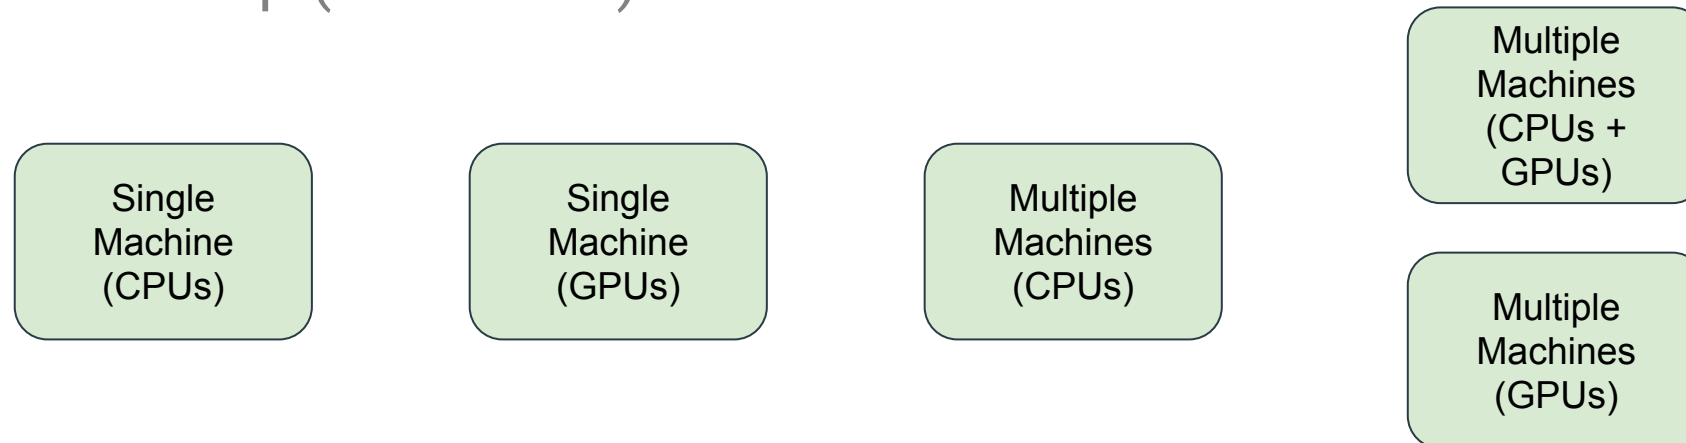 Single
Machine
(CPUs)
Single
Machine
(GPUs)
Multiple
Machines
(CPUs)
Multiple
Machines
(CPUs +
GPUs)
Multiple
Machines
(GPUs)